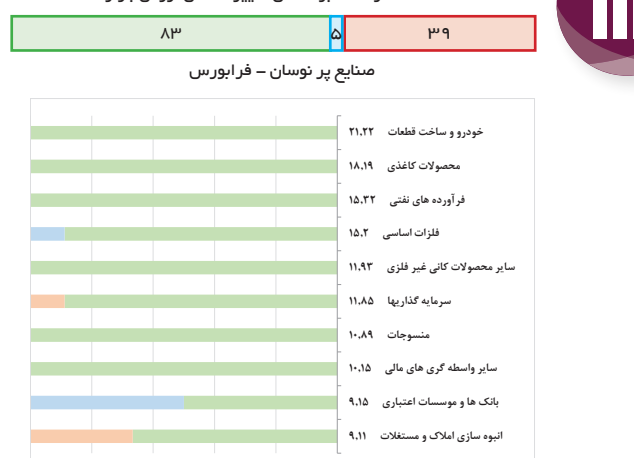 ۸۳ ۵ ۳۹
صنایع پر نوسان – فرابورس
خودرو و ساخت قطعات ۲۱.۲۲
محصولات کاغذی ۱۸.۱۹
فرآورده های نفتی ۱۵.۳۲
فلزات اساسی ۱۵.۲
سایر محصولات کانی غیر فلزی ۱۱.۹۳
سرمایه گذاریها ۱۱.۸۵
منسوجات ۱۰.۸۹
سایر واسطه گری های مالی ۱۰.۱۵
بانک ها و موسسات اعتباری ۹.۱۵
انبوه سازی املاک و مستغلات ۹.۱۱